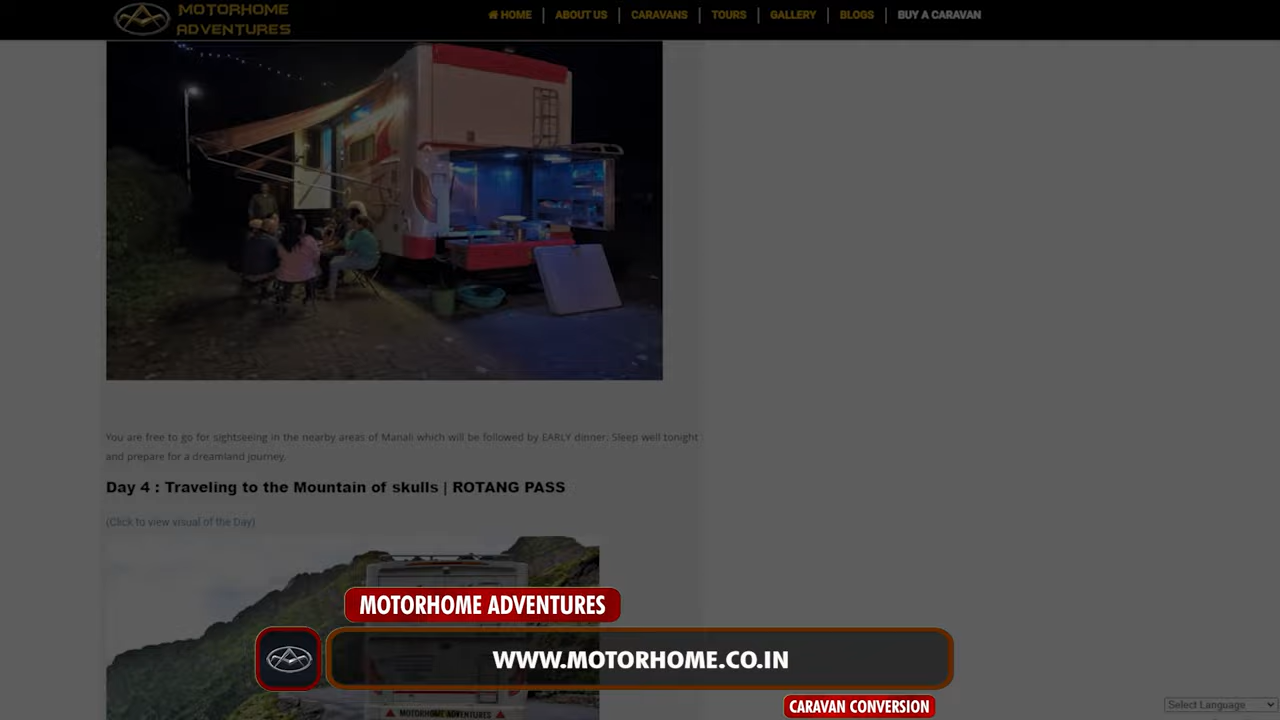 MOTORHOME
ADVENTURES
HOME
ABOUT US
CARAVANS
TOURS
GALLERY
BLOGS
BUY A CARAVAN
You are free to go for sightseeing in the nearby areas of Manali which will be followed by EARLY dinner. Sleep well tonight
and prepare for a dreamland journey.
Day 4 : Traveling to the Mountain of skulls | ROTANG PASS
(Click to view visual of the Day)
MOTORHOME ADVENTURES
WWW.MOTORHOME.CO.IN
MOTORHOME ADVENTURES
CARAVAN CONVERSION
Select Language